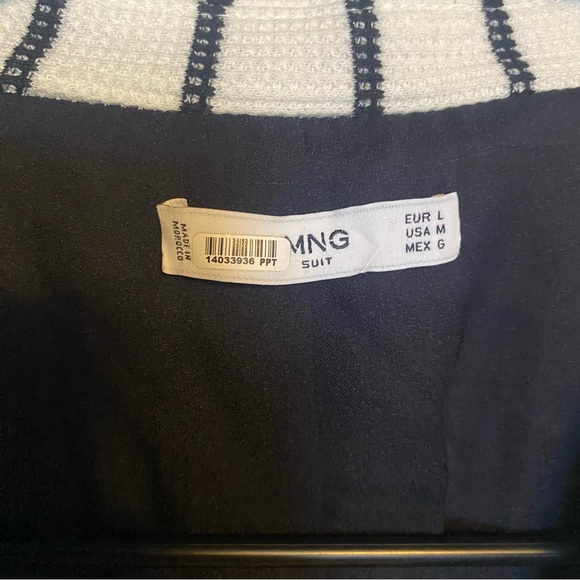 MADE IN
MOROCCO
14033936 PPT
MNG
SUIT
EUR L
USA M
MEX G